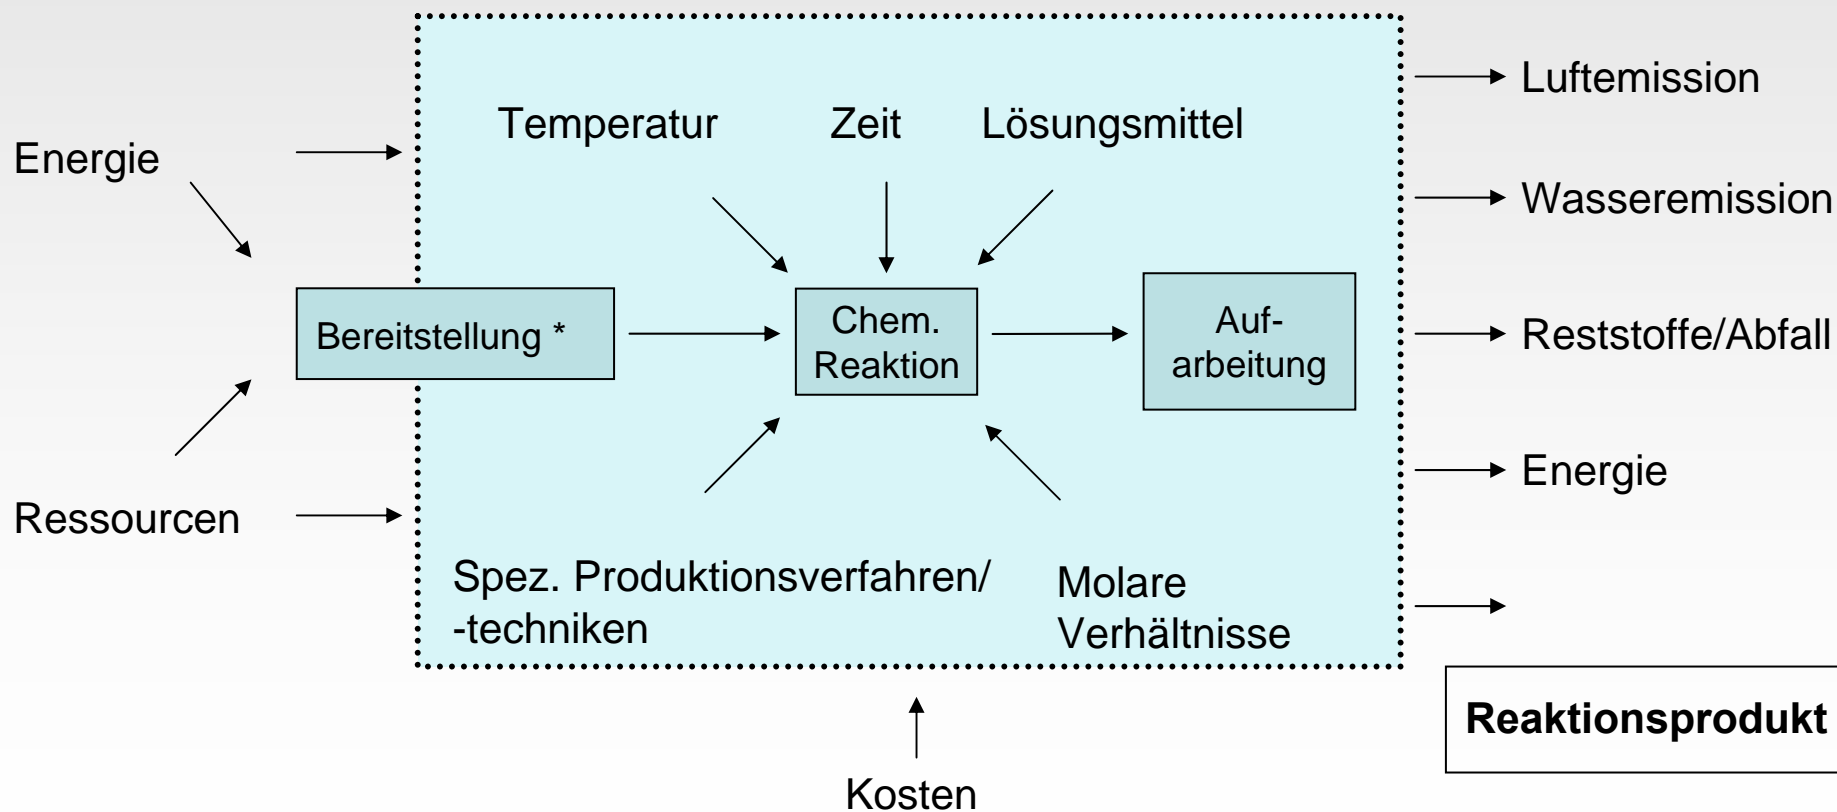 Luftemission
Temperatur Zeit Lösungsmittel
Energie
Wasseremission
Bereitstellung *
Chem.
Reaktion
Auf-
arbeitung
Reststoffe/Abfall
Energie
Ressourcen
Spez. Produktionsverfahren/
-techniken
Molare
Verhältnisse
Reaktionsprodukt
Kosten